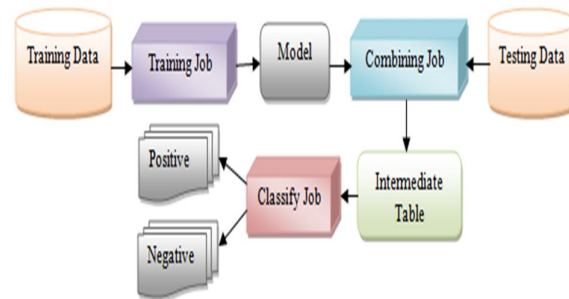 Training Data
Training Job
Model
Combining Job
Testing Data
Positive
Classify Job
Intermediate
Table
Negative